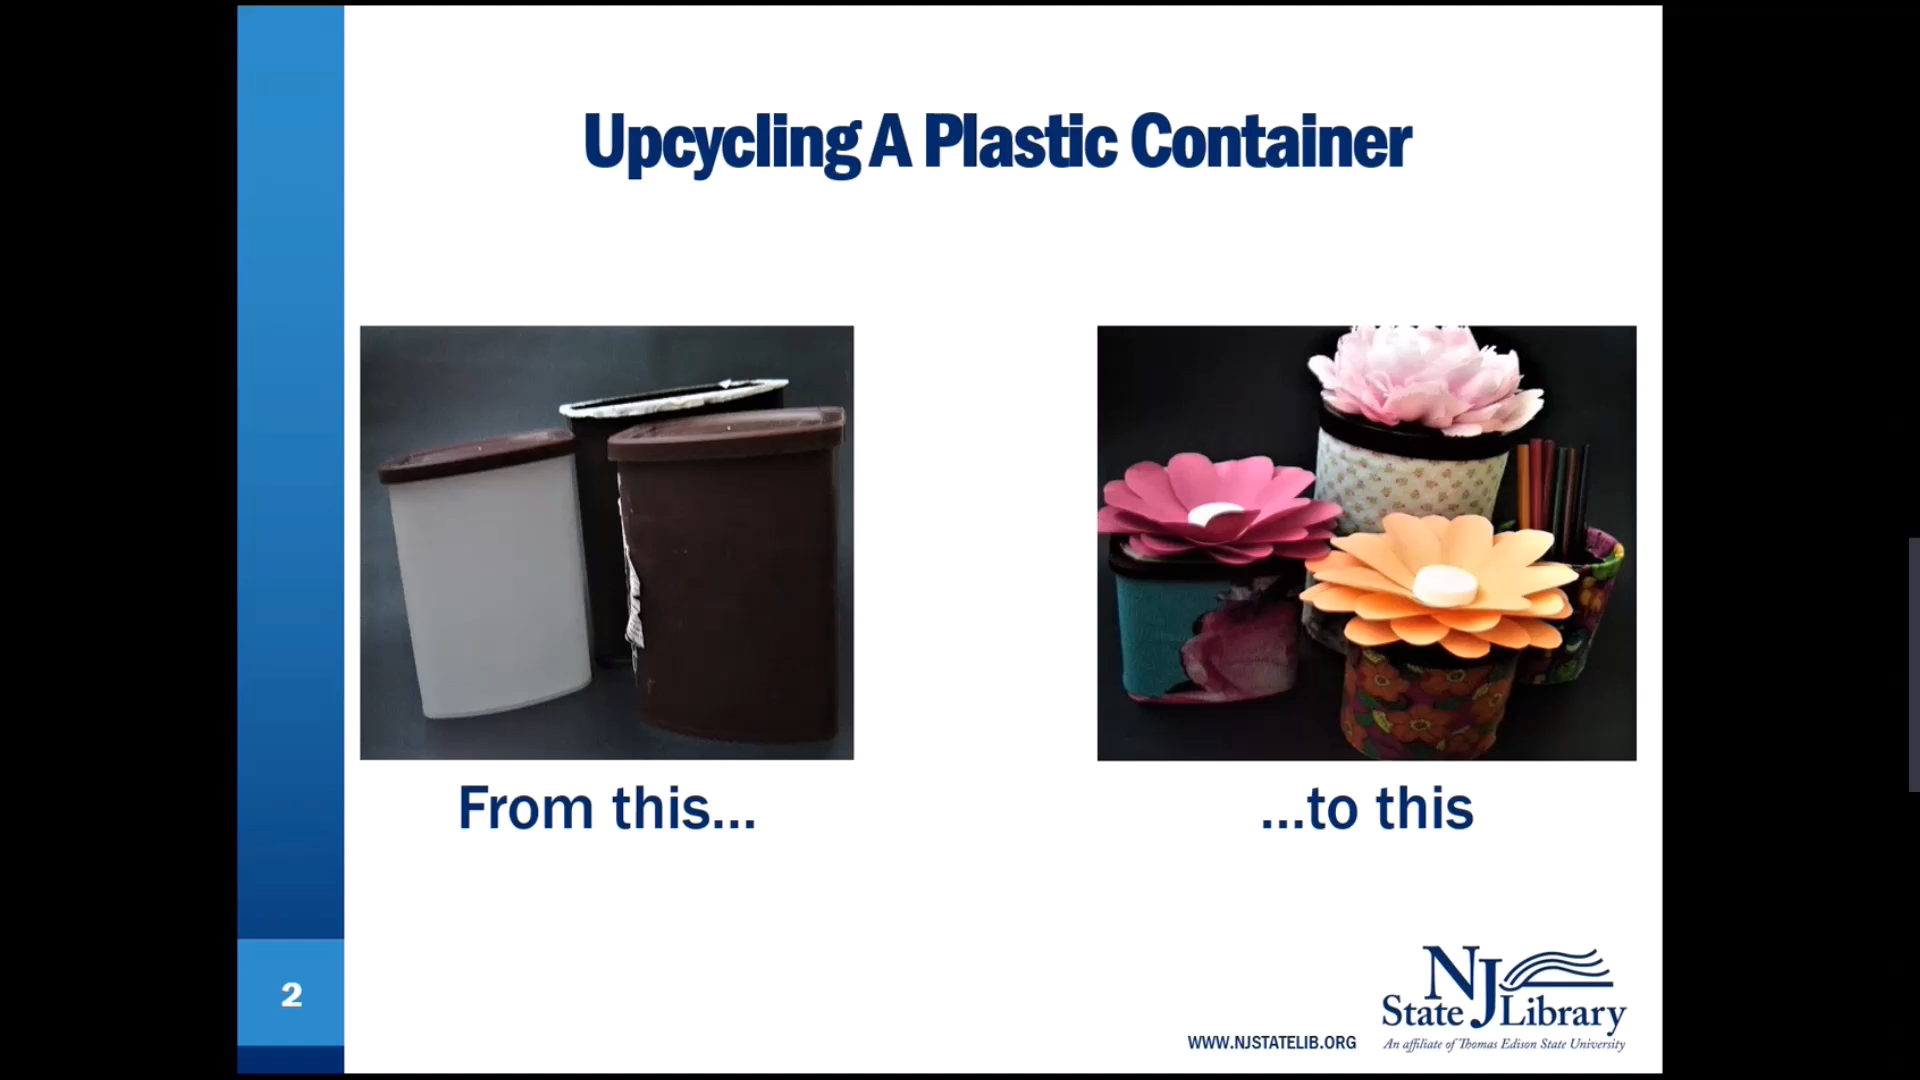 Upcycling A Plastic Container
From this...
...to this
2
WWW.NJSTATELIB.ORG
NJ
State Library
An affiliate of Thomas Edison State University